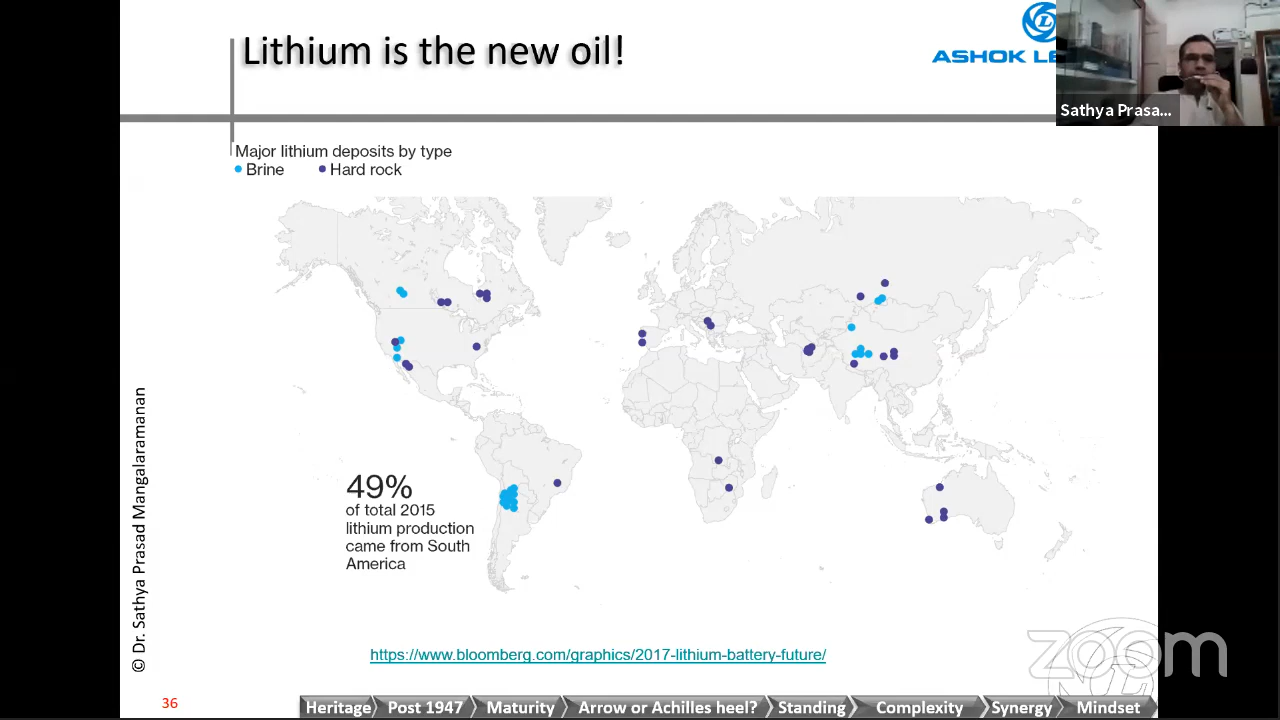 Lithium is the new oil!
ASHOK LE
Sathya Prasa...
Major lithium deposits by type
Brine
Hard rock
49%
of total 2015
lithium production
came from South
America
© Dr. Sathya Prasad Mangalaramanan
https://www.bloomberg.com/graphics/2017-lithium-battery-future/
zoom
36
Heritage
Post 1947
Maturity
Arrow or Achilles heel?
Standing
Complexity
Synergy
Mindset